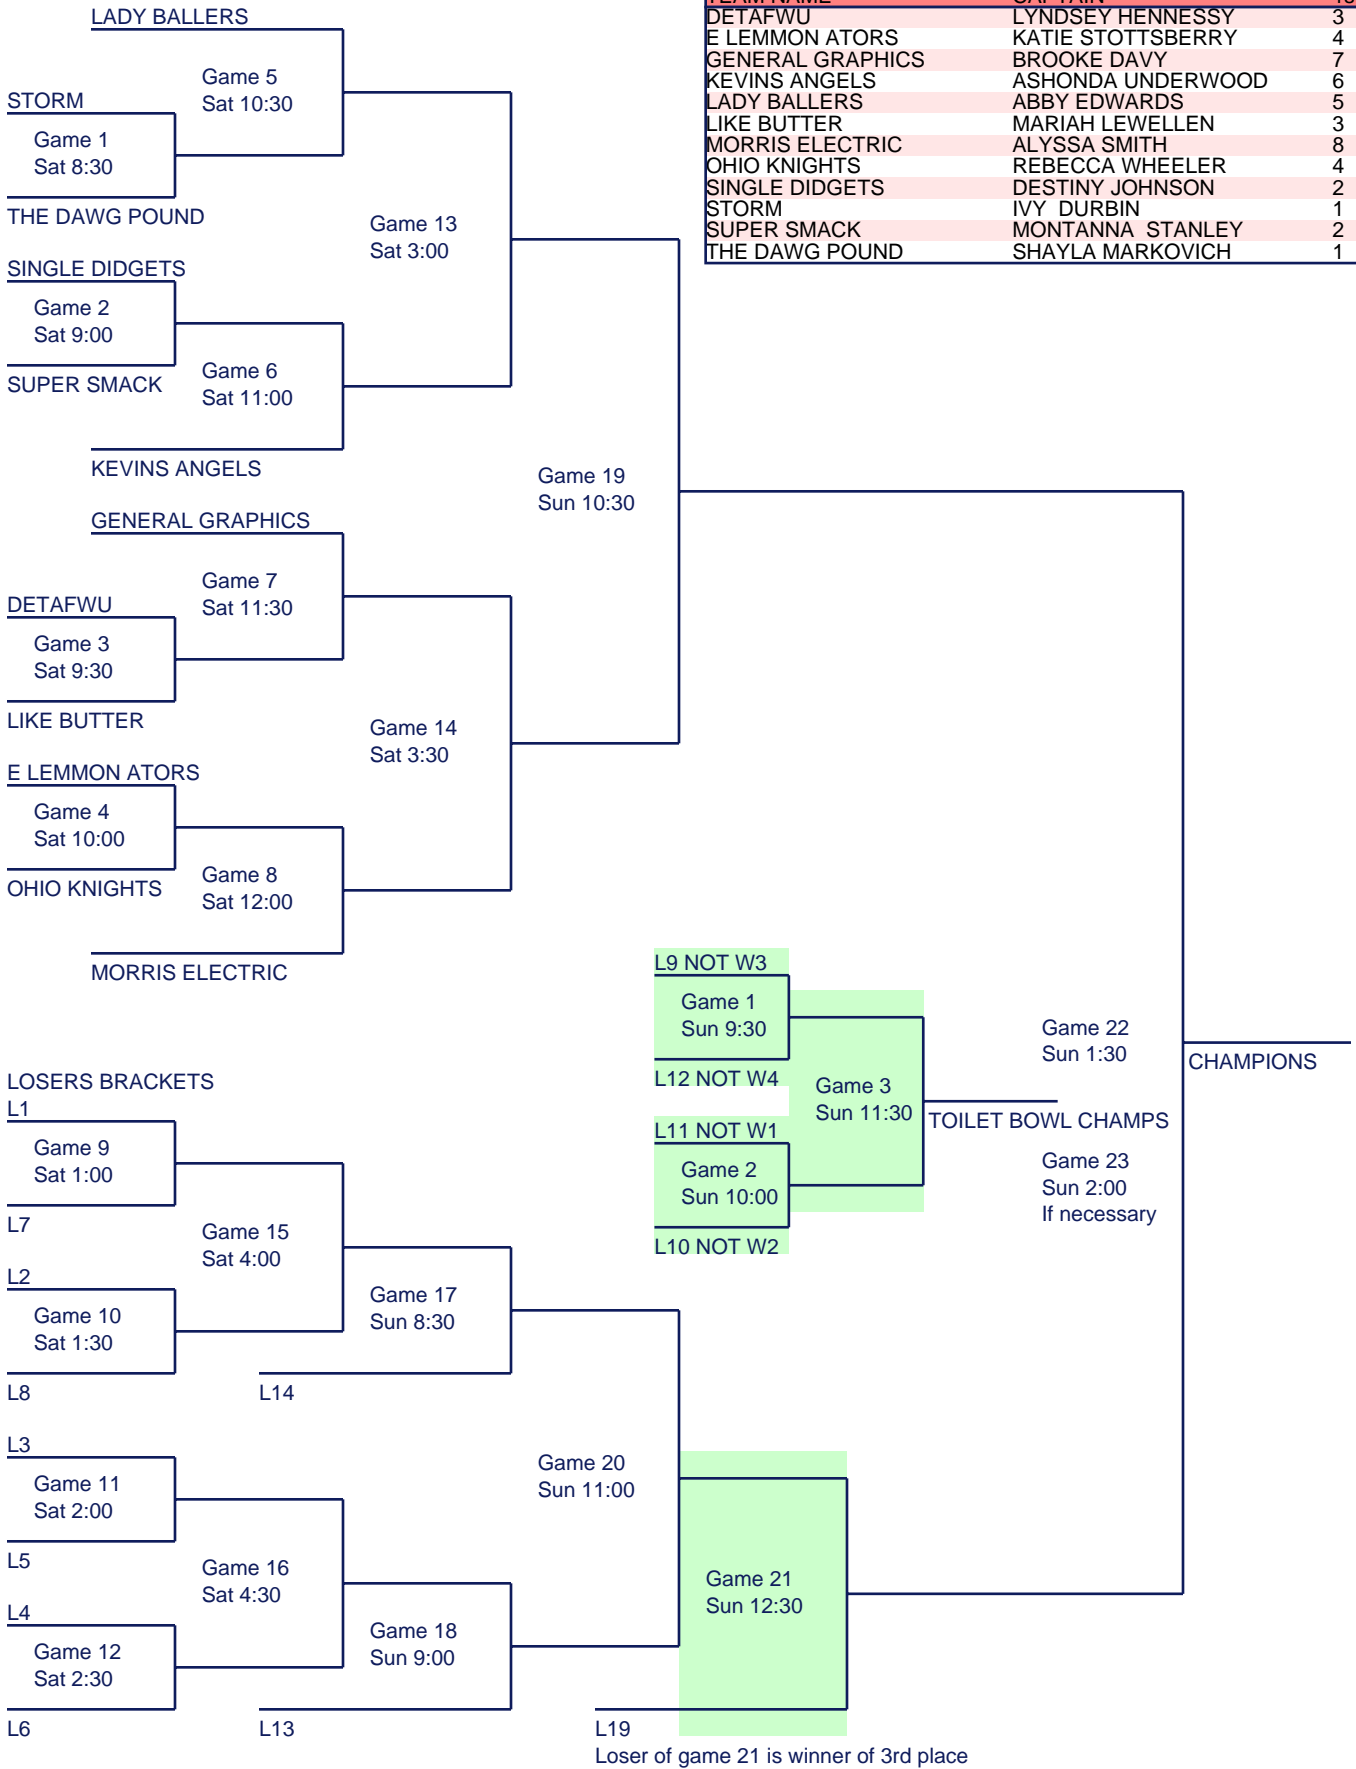 LADY BALLERS
Game 5
Sat 10:30
STORM
Game 1
Sat 8:30
THE DAWG POUND
Game 13
Sat 3:00
SINGLE DIDGETS
Game 2
Sat 9:00
SUPER SMACK
Game 6
Sat 11:00
KEVINS ANGELS
Game 19
Sun 10:30
GENERAL GRAPHICS
Game 7
Sat 11:30
DETAFWU
Game 3
Sat 9:30
LIKE BUTTER
Game 14
Sat 3:30
E LEMMON ATORS
Game 4
Sat 10:00
OHIO KNIGHTS
Game 8
Sat 12:00
MORRIS ELECTRIC
DETAFWU LYNDSEY HENNESSY 3
E LEMMON ATORS KATIE STOTTSBERRY 4
GENERAL GRAPHICS BROOKE DAVY 7
KEVINS ANGELS ASHONDA UNDERWOOD 6
LADY BALLERS ABBY EDWARDS 5
LIKE BUTTER MARIAH LEWELLEN 3
MORRIS ELECTRIC ALYSSA SMITH 8
OHIO KNIGHTS REBECCA WHEELER 4
SINGLE DIDGETS DESTINY JOHNSON 2
STORM IVY DURBIN 1
SUPER SMACK MONTANNA STANLEY 2
THE DAWG POUND SHAYLA MARKOVICH 1
L9 NOT W3
Game 1
Sun 9:30
L12 NOT W4
Game 3
Sun 11:30
L11 NOT W1
Game 2
Sun 10:00
L10 NOT W2
TOILET BOWL CHAMPS
Game 22
Sun 1:30
CHAMPIONS
Game 23
Sun 2:00
If necessary
LOSERS BRACKETS
L1
Game 9
Sat 1:00
L7
Game 15
Sat 4:00
L2
Game 10
Sat 1:30
L8
Game 17
Sun 8:30
L14
L3
Game 11
Sat 2:00
L5
Game 20
Sun 11:00
Game 16
Sat 4:30
L4
Game 12
Sat 2:30
L6
Game 18
Sun 9:00
L13
Game 21
Sun 12:30
L19
Loser of game 21 is winner of 3rd place